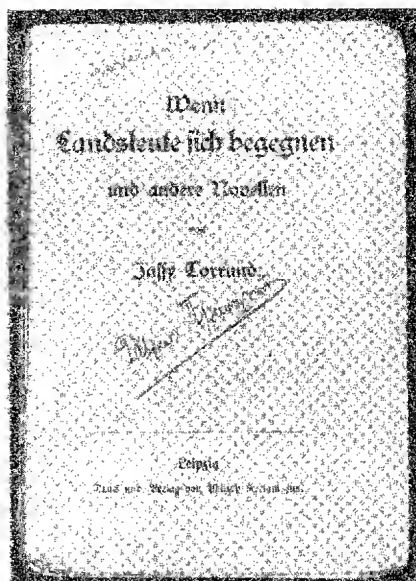 Wenn
Landsleute sich begegnen
und andere Novellen
von
Jassy Torrund.
Leipzig
Druck und Verlag von Philipp Reclam jun.